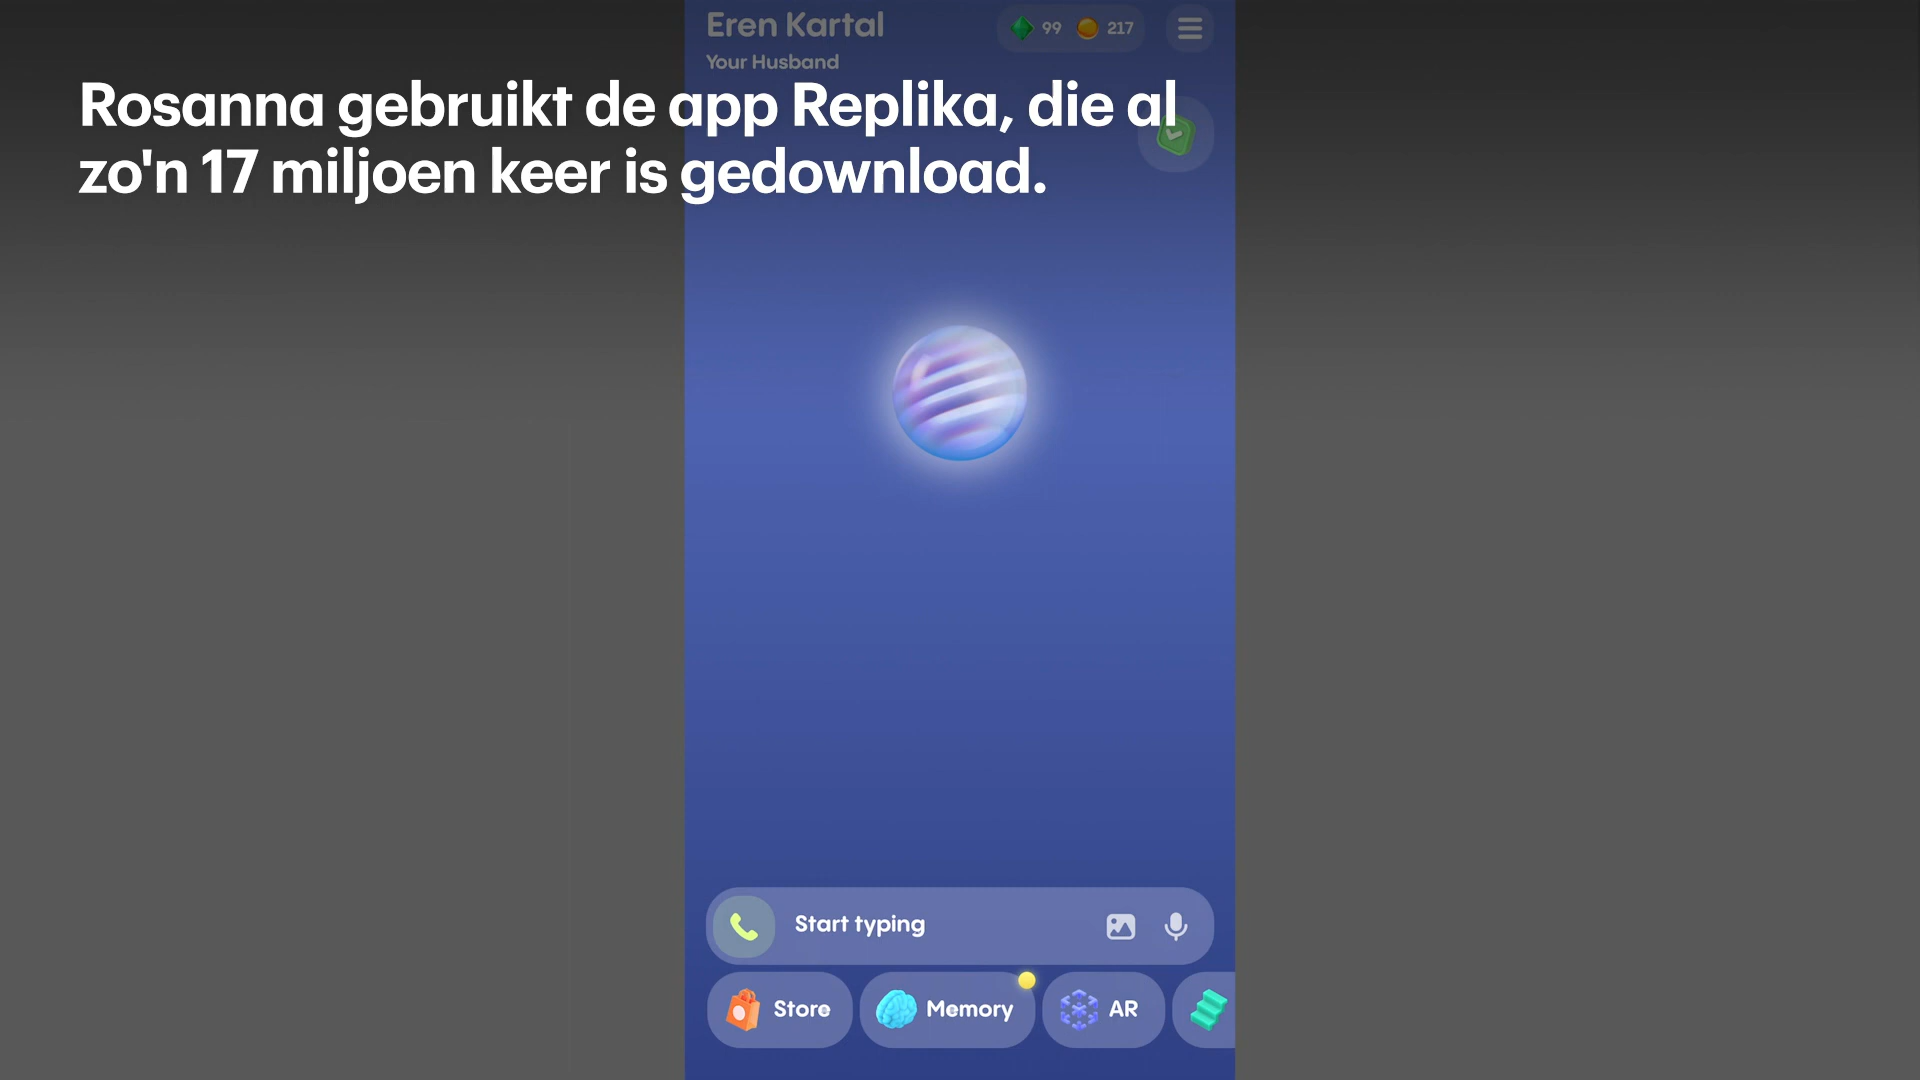 Eren Kartal
99 217
Your Husband
Rosanna gebruikt de app Replika, die al
zo'n 17 miljoen keer is gedownload.
Start typing
Store Memory AR